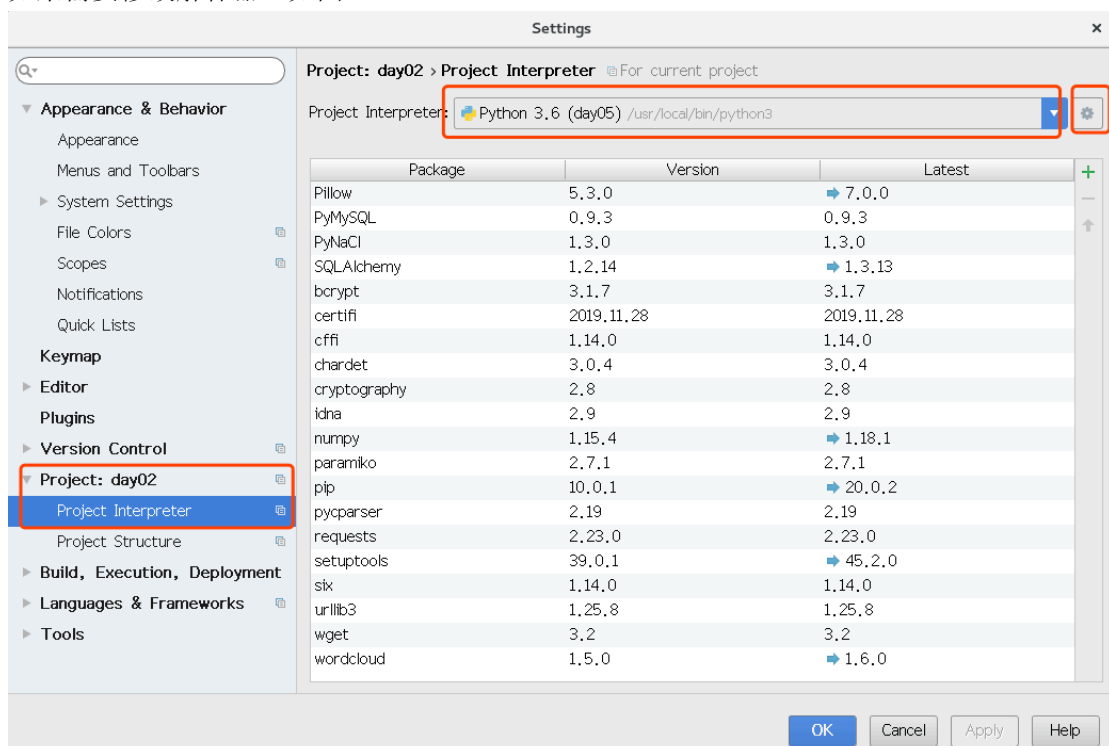 Settings
Project: day02 › Project Interpreter For current project
Appearance & Behavior
Appearance
Menus and Toolbars
System Settings
File Colors
Scopes
Notifications
Quick Lists
Keymap
Editor
Plugins
Version Control
Project: day02
Project Interpreter
Project Structure
Build, Execution, Deployment
Languages & Frameworks
Tools
Project Interpreter: Python 3.6 (day05) /usr/local/bin/python3
Package Version Latest
Pillow 5.3.0 7.0.0
PyMySQL 0.9.3 0.9.3
PyNaCl 1.3.0 1.3.0
SQLAlchemy 1.2.14 1.3.13
bcrypt 3.1.7 3.1.7
certifi 2019.11.28 2019.11.28
cffi 1.14.0 1.14.0
chardet 3.0.4 3.0.4
cryptography 2.8 2.8
idna 2.9 2.9
numpy 1.15.4 1.18.1
paramiko 2.7.1 2.7.1
pip 10.0.1 20.0.2
pycparser 2.19 2.19
requests 2.23.0 2.23.0
setuptools 39.0.1 45.2.0
six 1.14.0 1.14.0
urllib3 1.25.8 1.25.8
wget 3.2 3.2
wordcloud 1.5.0 1.6.0
OK Cancel Apply Help